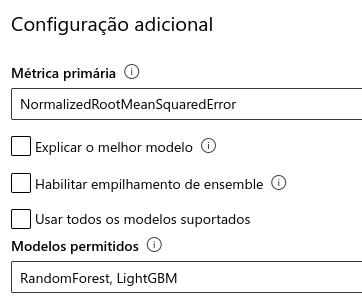 Configuração adicional
Métrica primária
NormalizedRootMeanSquaredError
Explicar o melhor modelo
Habilitar empilhamento de ensemble
Usar todos os modelos suportados
Modelos permitidos
RandomForest, LightGBM